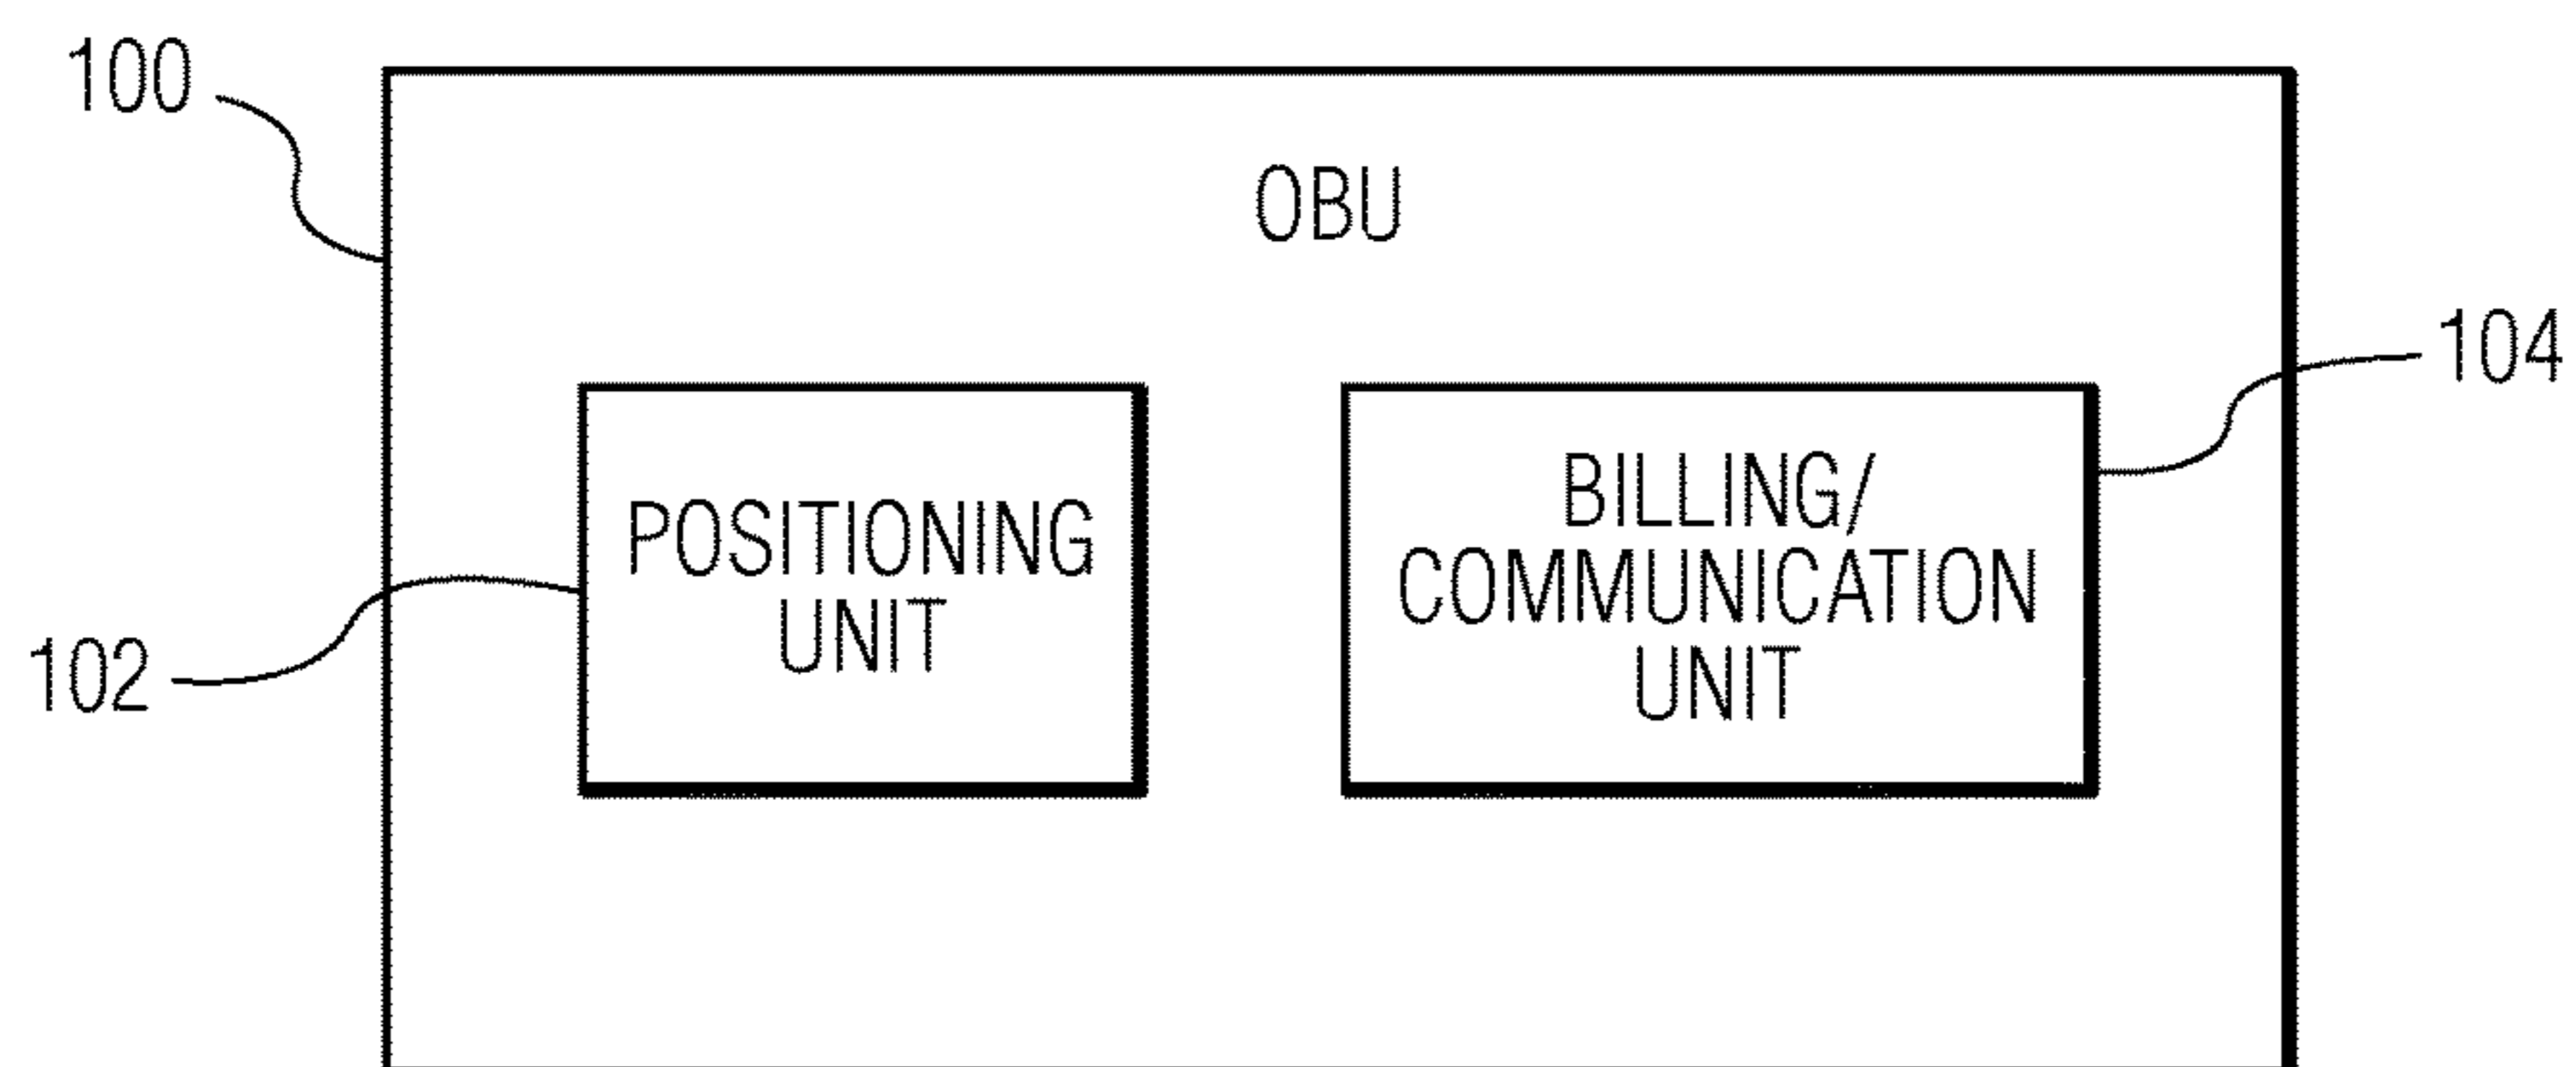 100
OBU
104
POSITIONING
UNIT
BILLING/
COMMUNICATION
UNIT
102